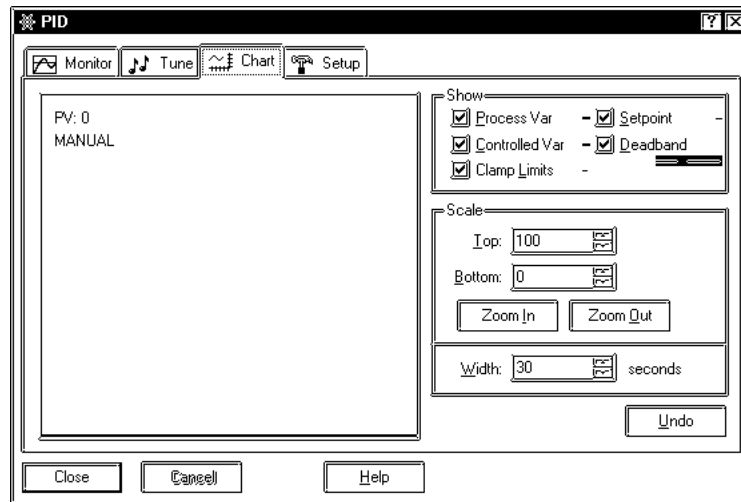 PID
Monitor Tune Chart Setup
PV: 0
MANUAL
Show
Process Var - Setpoint -
Controlled Var - Deadband
Clamp Limits -
Scale
Top: 100
Bottom: 0
Zoom In Zoom Out
Width: 30 seconds
Undo
Close Cancel Help